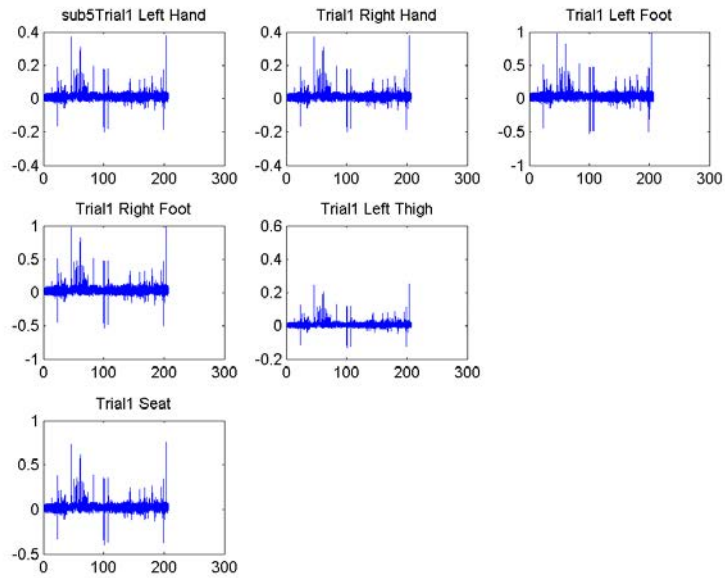 sub5Trial1 Left Hand
0.4
0.2
0
-0.2
-0.4
0 100 200 300
Trial1 Right Hand
0.4
0.2
0
-0.2
0.4
0 100 200 300
Trial1 Left Foot
1
0.5
0
-0.5
-1
0 100 200 300
Trial1 Right Foot
1
0.5
0
-0.5
-1
0 100 200 300
Trial1 Left Thigh
0.6
0.4
0.2
0
-0.2
0 100 200 300
Trial1 Seat
1
0.5
0
-0.5
0 100 200 300